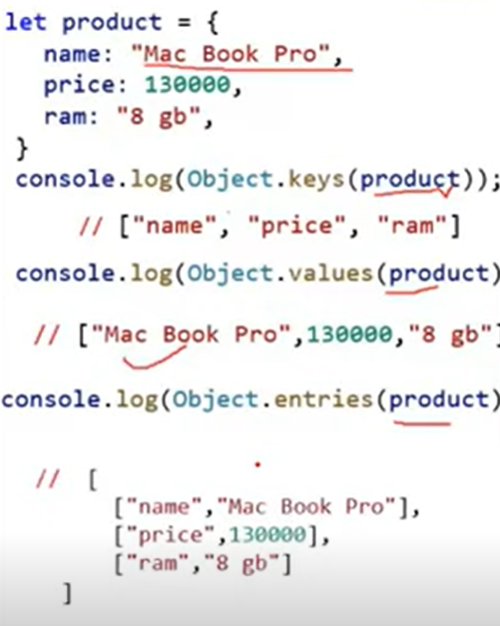 let product = {
name: "Mac Book Pro",
price: 130000,
ram: "8 gb",
}
console.log(Object.keys(product));
// ["name", "price", "ram"]
console.log(Object.values(product)
// ["Mac Book Pro",130000,"8 gb"]
console.log(Object.entries(product)
// [
["name","Mac Book Pro"],
["price",130000],
["ram","8 gb"]
]